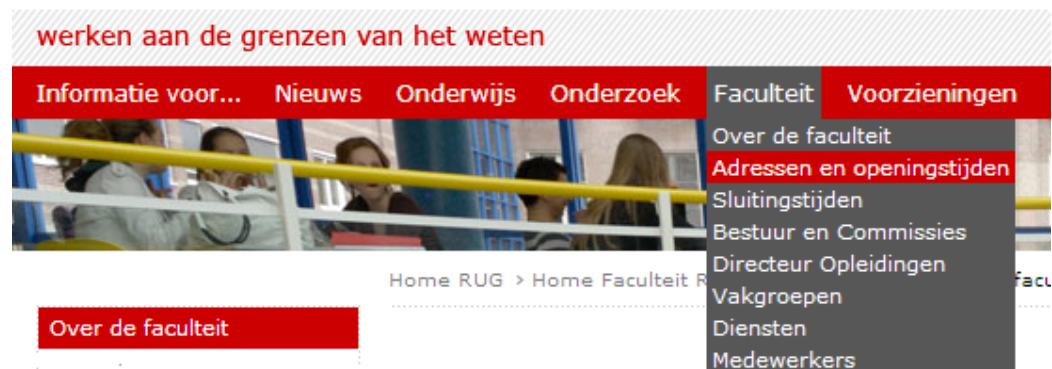 werken aan de grenzen van het weten
Informatie voor... Nieuws Onderwijs Onderzoek Faculteit Voorzieningen
Over de faculteit
Adressen en openingstijden
Sluitingstijden
Bestuur en Commissies
Directeur Opleidingen
Vakgroepen
Diensten
Medewerkers
Home RUG > Home Faculteit
Over de faculteit